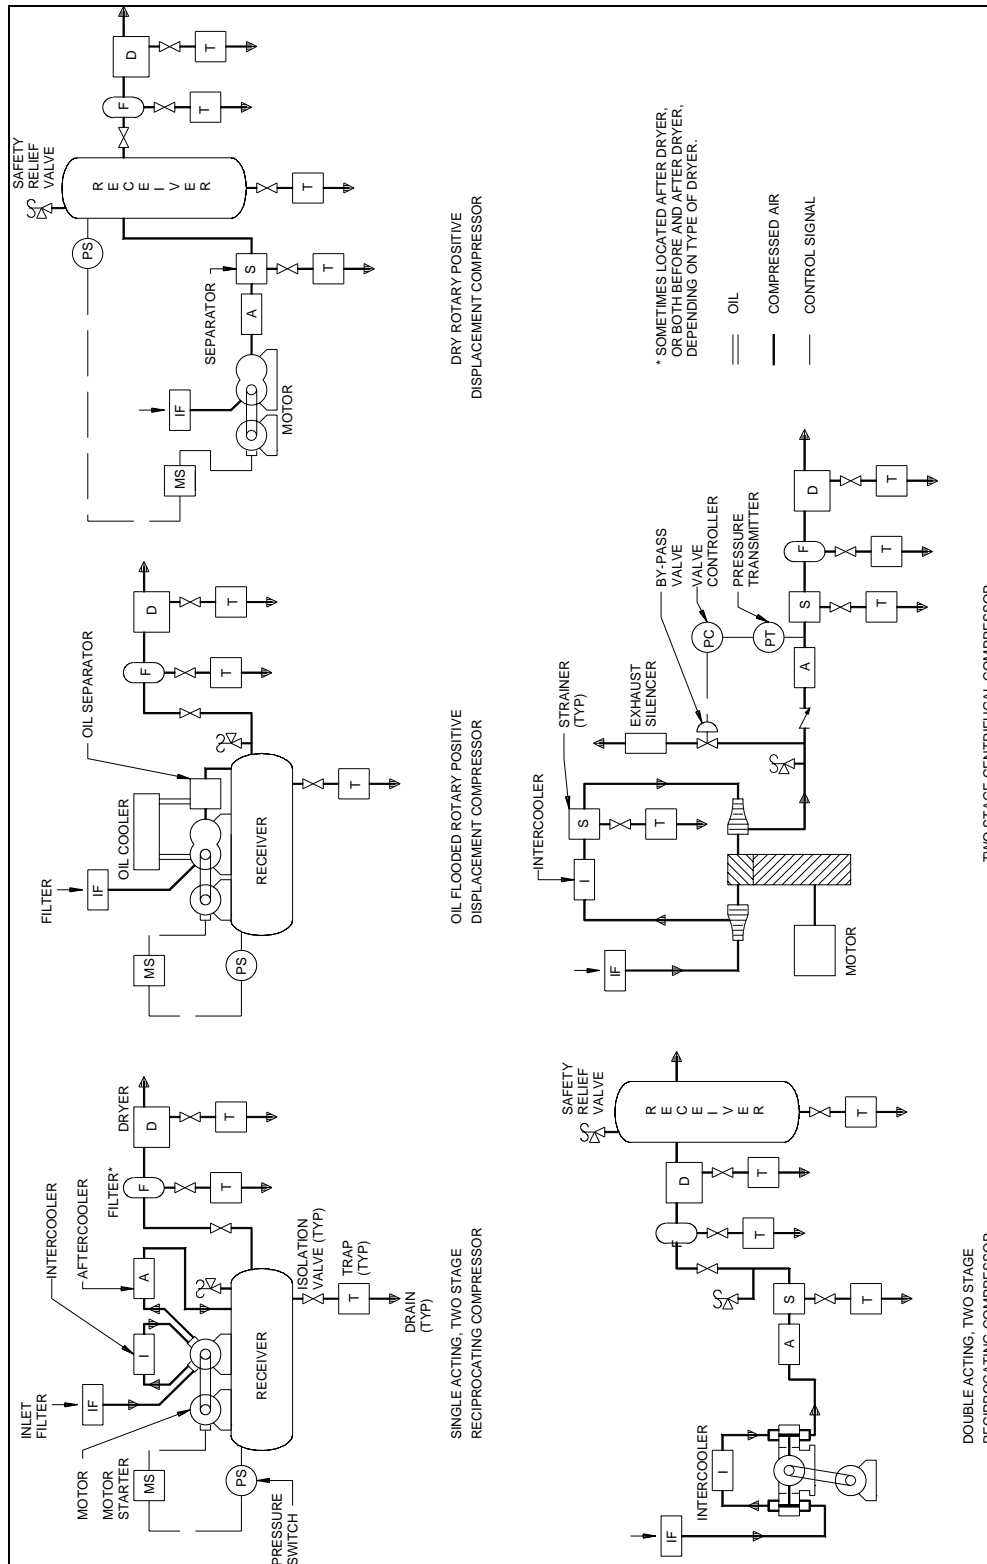 INLET
FILTER
IF
MOTOR
MOTOR
STARTER
MS
PS
PRESSURE
SWITCH
INTERCOOLER
AFTERCOOLER
I
A
FILTER*
F
DRYER
D
T
T
RECEIVER
ISOLATION
VALVE (TYP)
TRAP
(TYP)
T
DRAIN
(TYP)
SINGLE ACTING, TWO STAGE
RECIPROCATING COMPRESSOR
FILTER
IF
MS
PS
OIL COOLER
OIL SEPARATOR
F
D
T
T
RECEIVER
T
OIL FLOODED ROTARY POSITIVE
DISPLACEMENT COMPRESSOR
SAFETY
RELIEF
VALVE
PS
RECEIVER
F
D
T
T
T
MS
IF
MOTOR
SEPARATOR
A
S
T
DRY ROTARY POSITIVE
DISPLACEMENT COMPRESSOR
IF
INTERCOOLER
I
A
S
T
F
T
D
T
SAFETY
RELIEF
VALVE
RECEIVER
T
DOUBLE ACTING, TWO STAGE
RECIPROCATING COMPRESSOR
IF
MOTOR
INTERCOOLER
I
STRAINER
(TYP)
S
T
EXHAUST
SILENCER
BY-PASS
VALVE
VALVE
CONTROLLER
PC
PRESSURE
TRANSMITTER
PT
A
S
F
D
T
T
T
TWO STAGE CENTRIFUGAL COMPRESSOR
* SOMETIMES LOCATED AFTER DRYER,
OR BOTH BEFORE AND AFTER DRYER,
DEPENDING ON TYPE OF DRYER.
OIL
COMPRESSED AIR
CONTROL SIGNAL